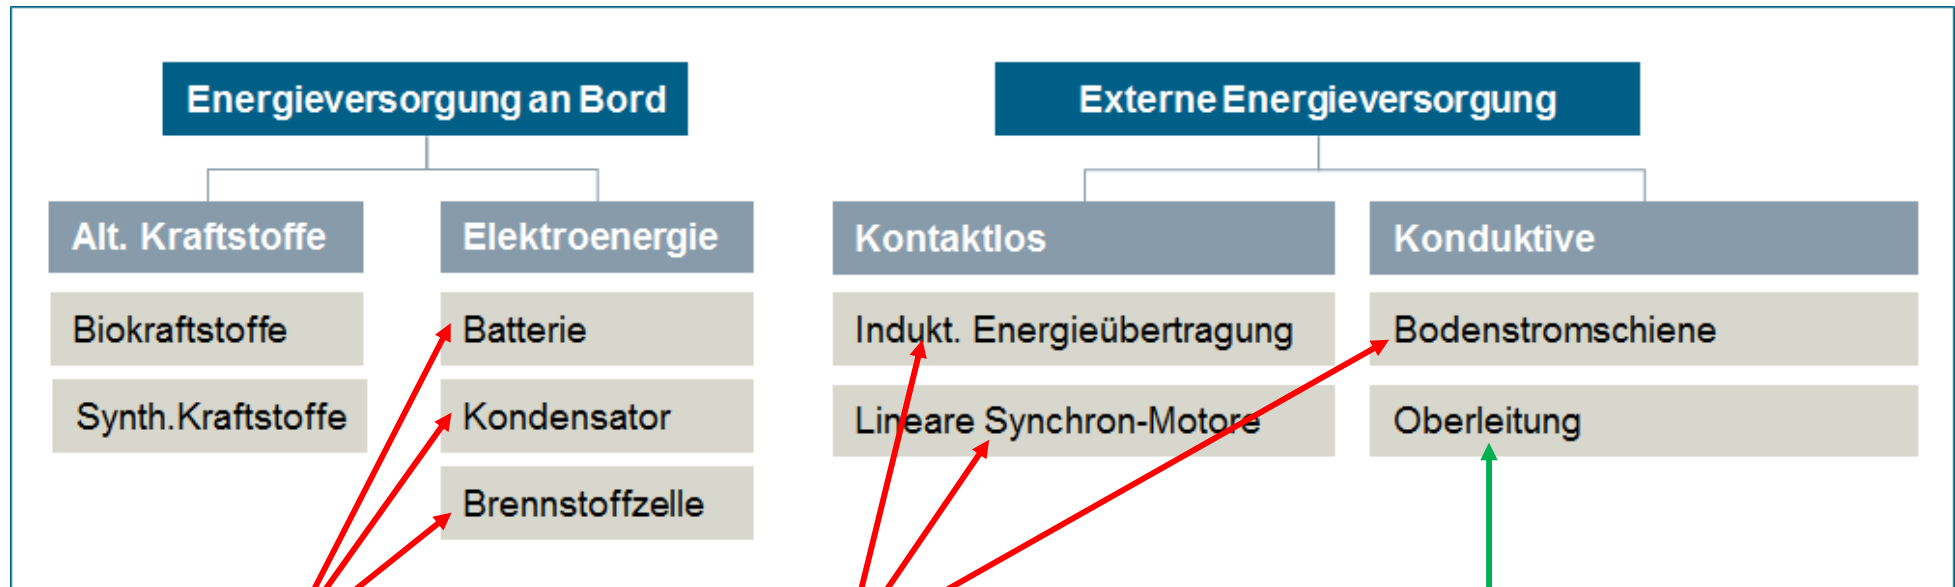 Energieversorgung an Bord
Externe Energieversorgung
Alt. Kraftstoffe
Elektroenergie
Kontaktlos
Konduktive
Biokraftstoffe
Batterie
Indukt. Energieübertragung
Bodenstromschiene
Synth.Kraftstoffe
Kondensator
Lineare Synchron-Motore
Oberleitung
Brennstoffzelle